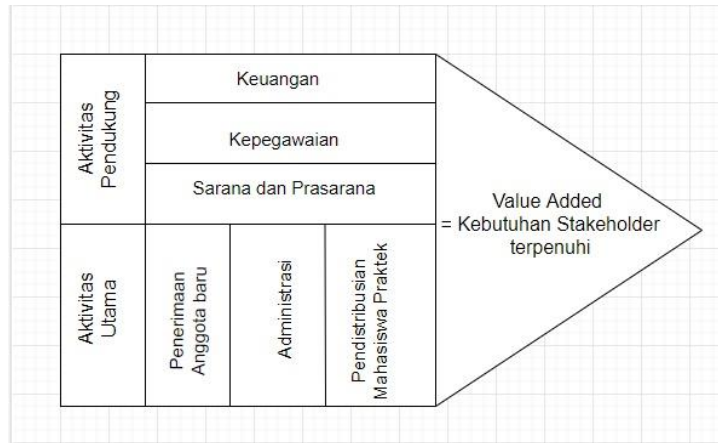 Aktivitas
Pendukung
Keuangan
Kepegawaian
Sarana dan Prasarana
Aktivitas
Utama
Penerimaan
Anggota baru
Administrasi
Pendistribusian
Mahasiswa Praktek
Value Added
= Kebutuhan Stakeholder
terpenuhi